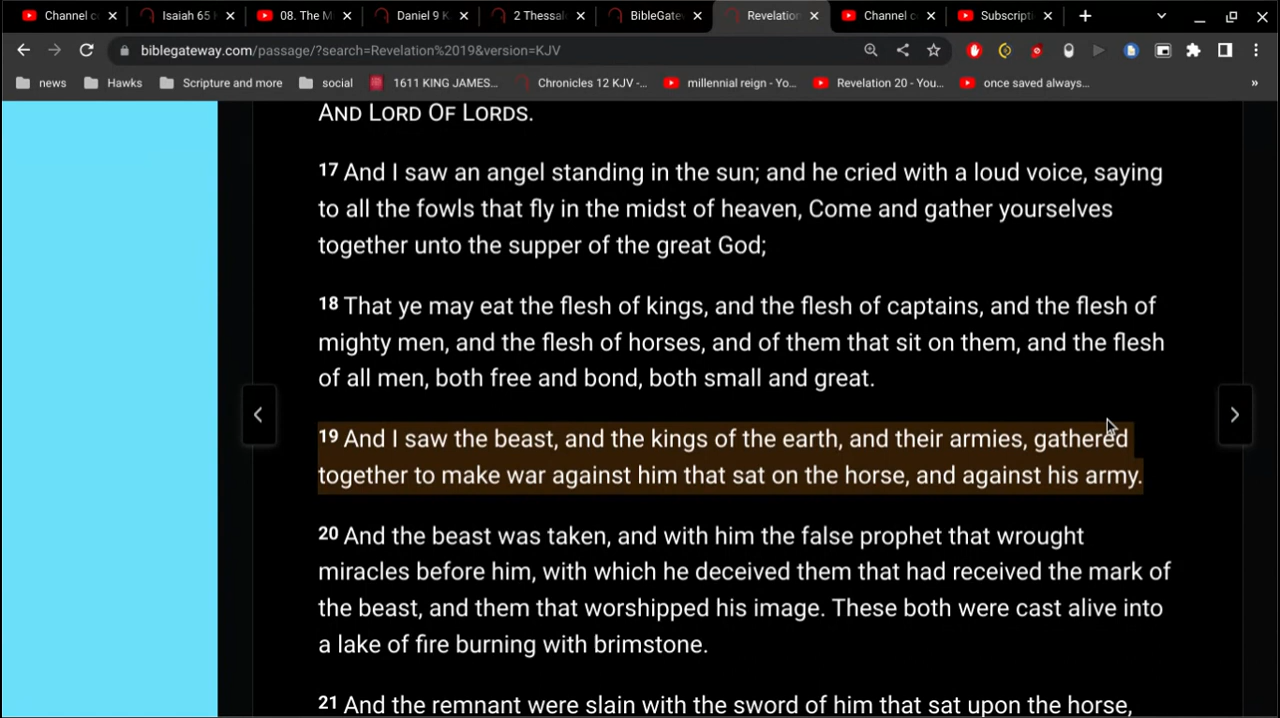 Channel c
Isaiah 65
08. The M
Daniel 9 K
2 Thessal
BibleGate
Revelation
Channel c
Subscripti
biblegateway.com/passage/?search=Revelation%2019&version=KJV
news
Hawks
Scripture and more
social
1611 KING JAMES...
Chronicles 12 KJV -...
millennial reign - Yo...
Revelation 20 - You...
once saved always...
»
And Lord Of Lords.
17 And I saw an angel standing in the sun; and he cried with a loud voice, saying
to all the fowls that fly in the midst of heaven, Come and gather yourselves
together unto the supper of the great God;
18 That ye may eat the flesh of kings, and the flesh of captains, and the flesh of
mighty men, and the flesh of horses, and of them that sit on them, and the flesh
of all men, both free and bond, both small and great.
19 And I saw the beast, and the kings of the earth, and their armies, gathered
together to make war against him that sat on the horse, and against his army.
20 And the beast was taken, and with him the false prophet that wrought
miracles before him, with which he deceived them that had received the mark of
the beast, and them that worshipped his image. These both were cast alive into
a lake of fire burning with brimstone.
21 And the remnant were slain with the sword of him that sat upon the horse,